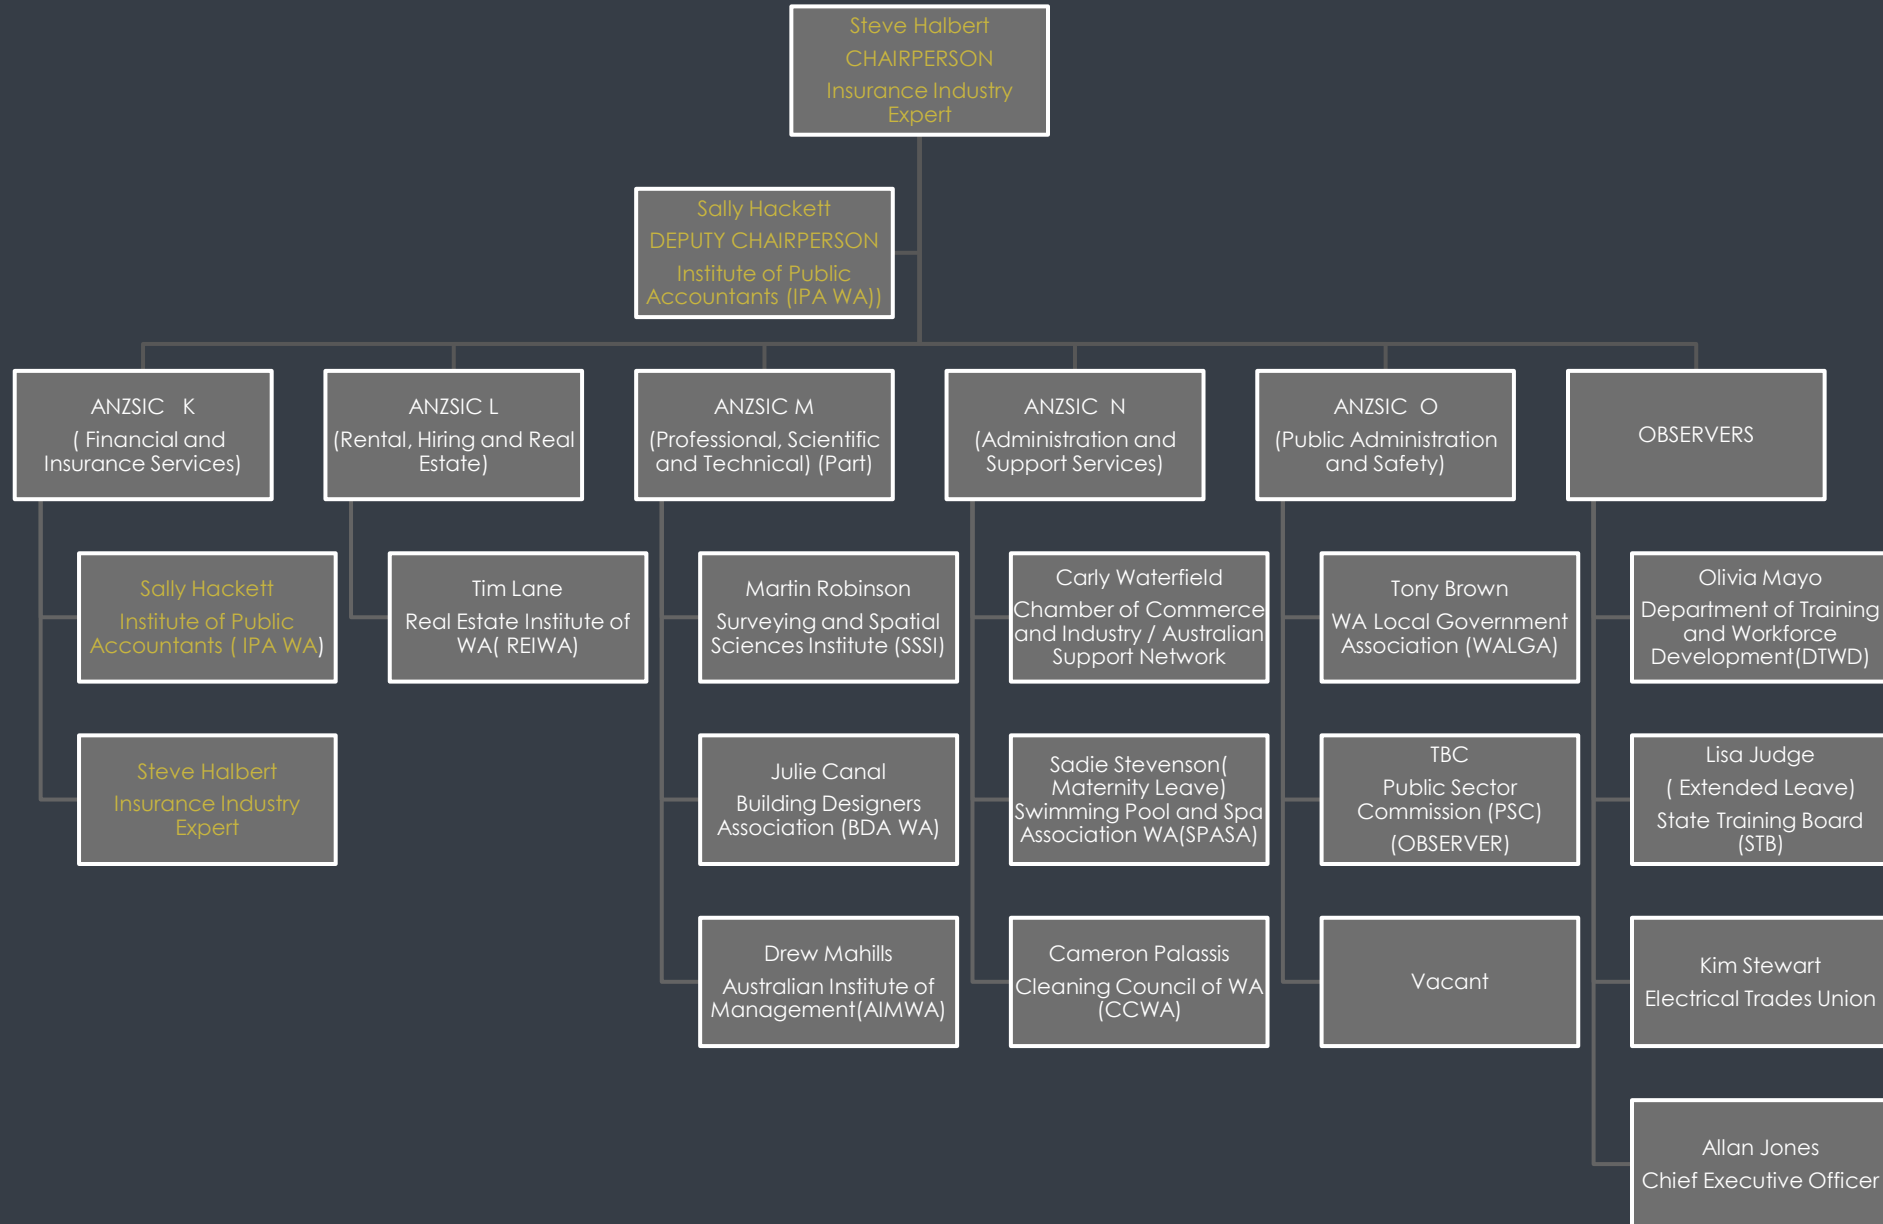 Steve Halbert
CHAIRPERSON
Insurance Industry
Expert
Sally Hackett
DEPUTY CHAIRPERSON
Institute of Public
Accountants (IPA WA))
ANZSIC K
( Financial and
Insurance Services)
ANZSIC L
(Rental, Hiring and Real
Estate)
ANZSIC M
(Professional, Scientific
and Technical) (Part)
ANZSIC N
(Administration and
Support Services)
ANZSIC O
(Public Administration
and Safety)
OBSERVERS
Sally Hackett
Institute of Public
Accountants ( IPA WA)
Steve Halbert
Insurance Industry
Expert
Tim Lane
Real Estate Institute of
WA( REIWA)
Martin Robinson
Surveying and Spatial
Sciences Institute (SSSI)
Julie Canal
Building Designers
Association (BDA WA)
Drew Mahills
Australian Institute of
Management(AIMWA)
Carly Waterfield
Chamber of Commerce
and Industry / Australian
Support Network
Sadie Stevenson(
Maternity Leave)
Swimming Pool and Spa
Association WA(SPASA)
Cameron Palassis
Cleaning Council of WA
(CCWA)
Tony Brown
WA Local Government
Association (WALGA)
TBC
Public Sector
Commission (PSC)
(OBSERVER)
Vacant
Olivia Mayo
Department of Training
and Workforce
Development(DTWD)
Lisa Judge
( Extended Leave)
State Training Board
(STB)
Kim Stewart
Electrical Trades Union
Allan Jones
Chief Executive Officer